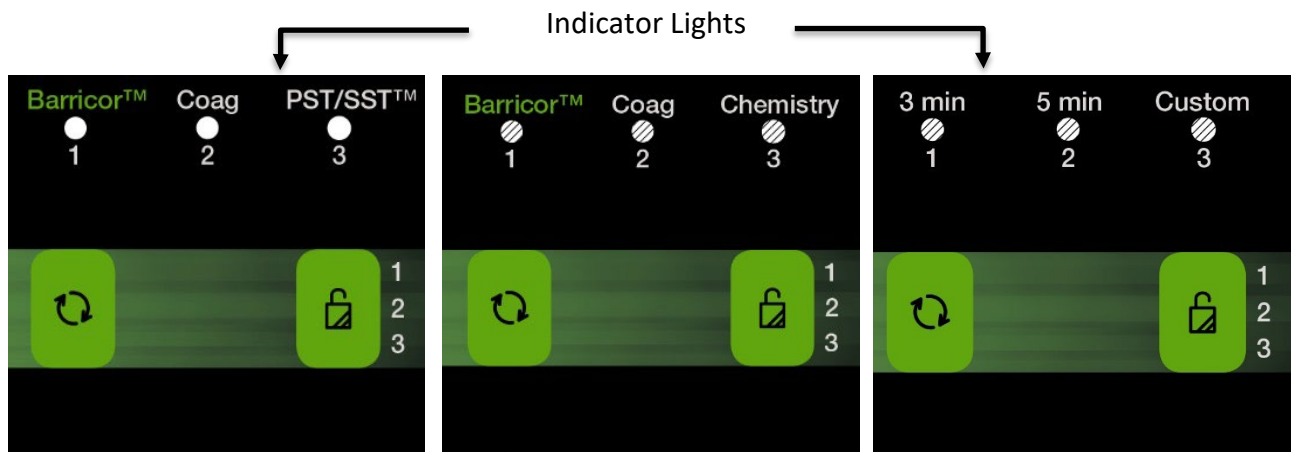 Indicator Lights
Barricor™ Coag PST/SST™
1 2 3
1
2
3
Barricor™ Coag Chemistry
1 2 3
1
2
3
3 min 5 min Custom
1 2 3
1
2
3